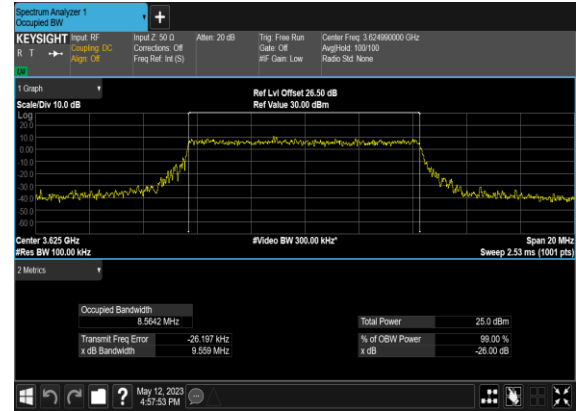 Spectrum Analyzer 1
Occupied BW
KEYSIGHT
R T
Input: RF
Coupling: DC
Align: Off
Input Z: 50 Ω
Corrections: Off
Freq Ref: Int (S)
Atten: 20 dB
Trig: Free Run
Gate: Off
#IF Gain: Low
Center Freq: 3.624990000 GHz
Avg|Hold: 100/100
Radio Std: None
LV
1 Graph
Scale/Div 10.0 dB
Ref Lvl Offset 26.50 dB
Ref Value 30.00 dBm
Log
20.0
10.0
0.00
-10.0
-20.0
-30.0
-40.0
-50.0
-60.0
Center 3.625 GHz
#Res BW 100.00 kHz
#Video BW 300.00 kHz*
Span 20 MHz
Sweep 2.53 ms (1001 pts)
2 Metrics
Occupied Bandwidth
8.5642 MHz
Transmit Freq Error -26.197 kHz
x dB Bandwidth 9.559 MHz
Total Power 25.0 dBm
% of OBW Power 99.00 %
x dB -26.00 dB
May 12, 2023
4:57:53 PM